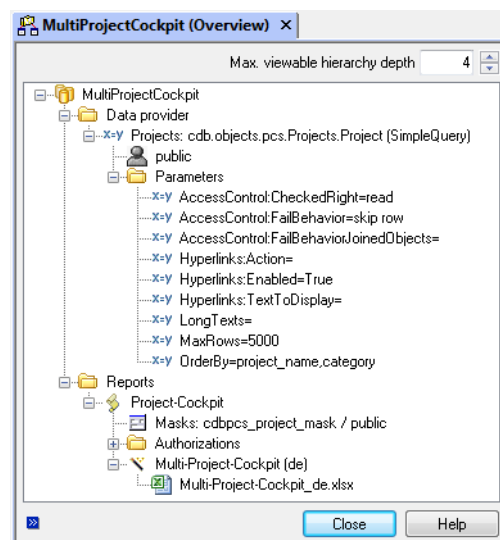 MultiProjectCockpit (Overview) ×
Max. viewable hierarchy depth 4
MultiProjectCockpit
Data provider
x=y Projects: cdb.objects.pcs.Projects.Project (SimpleQuery)
public
Parameters
x=y AccessControl:CheckedRight=read
x=y AccessControl:FailBehavior=skip row
x=y AccessControl:FailBehaviorJoinedObjects=
x=y Hyperlinks:Action=
x=y Hyperlinks:Enabled=True
x=y Hyperlinks:TextToDisplay=
x=y LongTexts=
x=y MaxRows=5000
x=y OrderBy=project_name,category
Reports
Project-Cockpit
Masks: cdbpcs_project_mask / public
Authorizations
Multi-Project-Cockpit (de)
Multi-Project-Cockpit_de.xlsx
Close Help